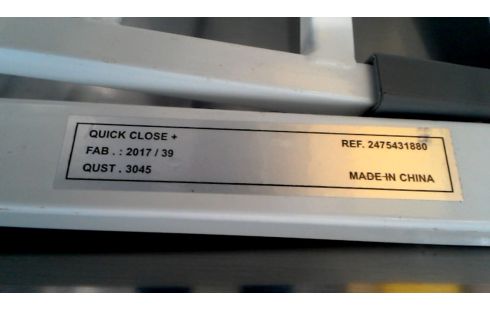 QUICK CLOSE +
REF. 2475431880
FAB . : 2017 / 39
QUST . 3045
MADE IN CHINA